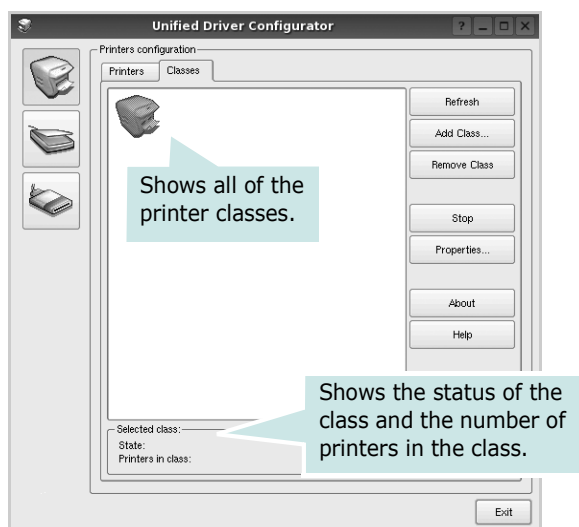 Unified Driver Configurator
Printers configuration
Printers
Classes
Refresh
Add Class...
Remove Class
Shows all of the
printer classes.
Stop
Properties...
About
Help
Shows the status of the
class and the number of
printers in the class.
Selected class:
State:
Printers in class:
Exit